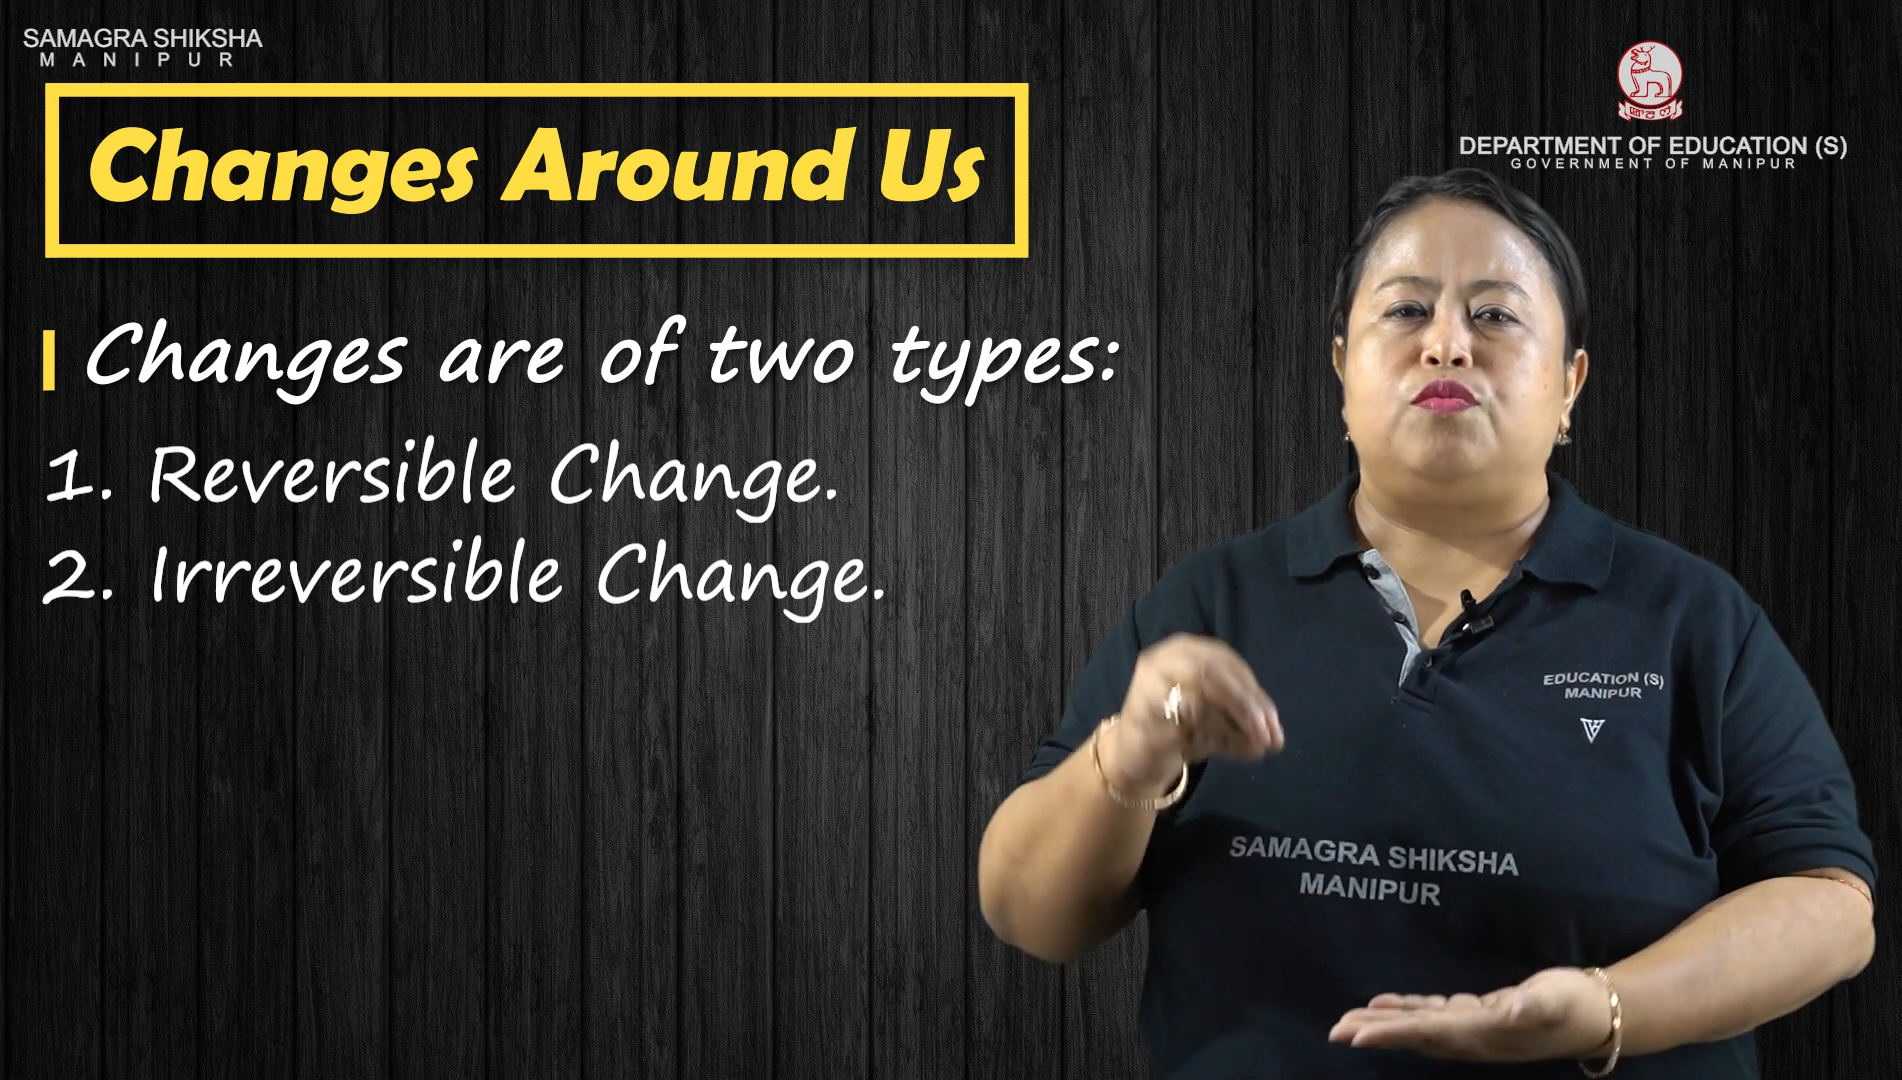 SAMAGRA SHIKSHA
MANIPUR
DEPARTMENT OF EDUCATION (S)
GOVERNMENT OF MANIPUR
Changes Around Us
Changes are of two types:
1. Reversible Change.
2. Irreversible Change.
EDUCATION (S)
MANIPUR
SAMAGRA SHIKSHA
MANIPUR